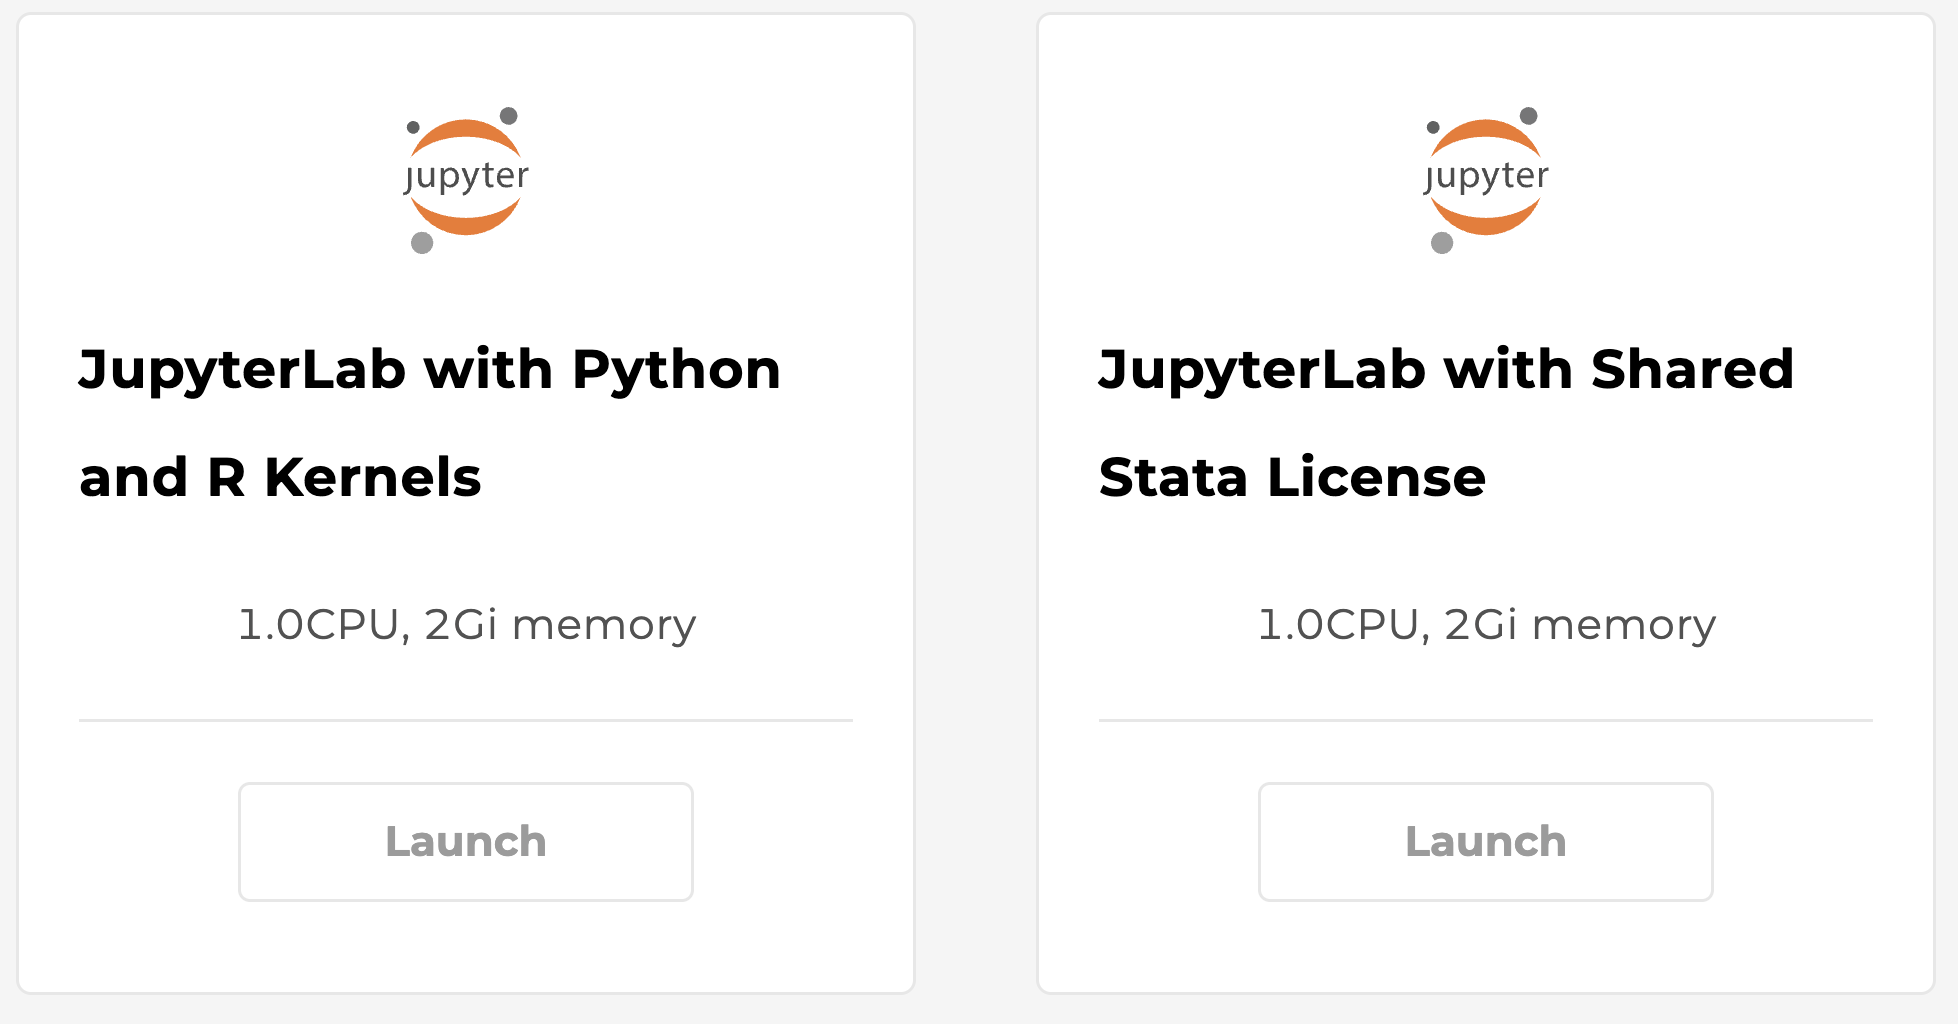 jupyter
JupyterLab with Python
and R Kernels
1.0CPU, 2Gi memory
Launch
jupyter
JupyterLab with Shared
Stata License
1.0CPU, 2Gi memory
Launch